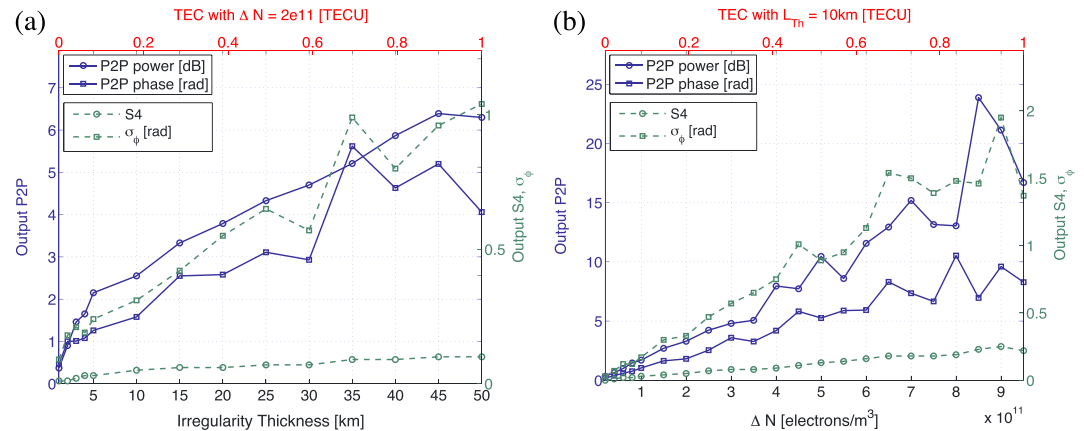 (a)
TEC with Δ N = 2e11 [TECU]
0 0.2 0.4 0.6 0.8 1
P2P power [dB]
P2P phase [rad]
S4
σϕ [rad]
Output P2P
7
6
5
4
3
2
1
0
1
0.5
0
Output S4, σϕ
5 10 15 20 25 30 35 40 45 50
Irregularity Thickness [km]
(b)
TEC with LTh = 10km [TECU]
0 0.2 0.4 0.6 0.8 1
P2P power [dB]
P2P phase [rad]
S4
σϕ [rad]
Output P2P
25
20
15
10
5
0
2
1.5
1
0.5
0
Output S4, σϕ
1 2 3 4 5 6 7 8 9
x 10¹¹
Δ N [electrons/m³]